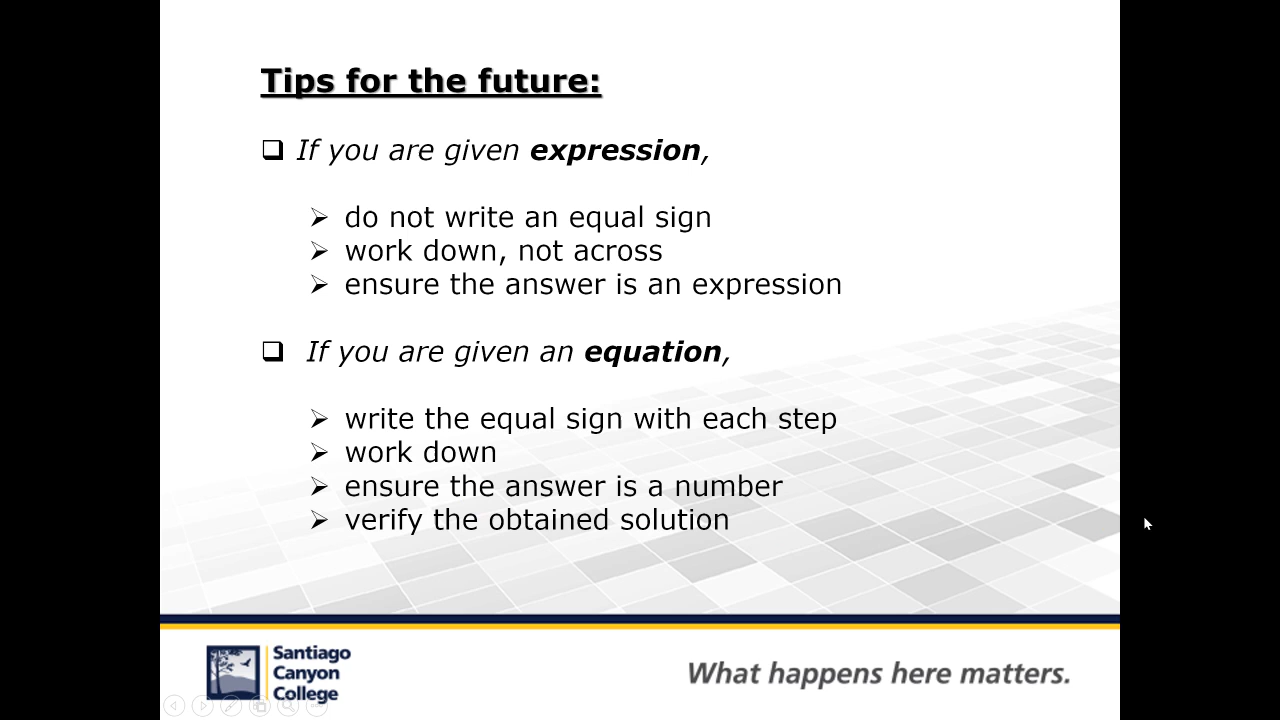 Tips for the future:
If you are given expression,
do not write an equal sign
work down, not across
ensure the answer is an expression
If you are given an equation,
write the equal sign with each step
work down
ensure the answer is a number
verify the obtained solution
Santiago
Canyon
College
What happens here matters.